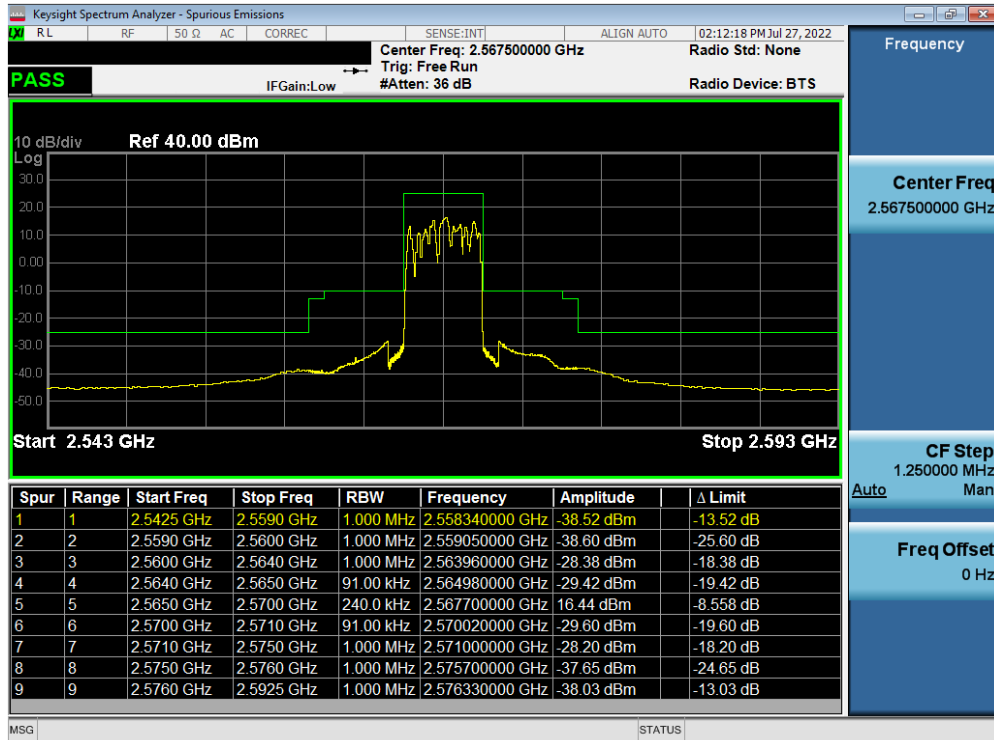 Keysight Spectrum Analyzer - Spurious Emissions
LXI RL RF 50 Ω AC CORREC SENSE:INT ALIGN AUTO 02:12:18 PM Jul 27, 2022
Center Freq: 2.567500000 GHz Radio Std: None
Trig: Free Run
PASS IFGain:Low #Atten: 36 dB Radio Device: BTS
Frequency
10 dB/div Ref 40.00 dBm
Log
30.0
20.0
10.0
0.00
-10.0
-20.0
-30.0
-40.0
-50.0
Start 2.543 GHz Stop 2.593 GHz
Spur Range Start Freq Stop Freq RBW Frequency Amplitude Δ Limit
1 1 2.5425 GHz 2.5590 GHz 1.000 MHz 2.558340000 GHz -38.52 dBm -13.52 dB
2 2 2.5590 GHz 2.5600 GHz 1.000 MHz 2.559050000 GHz -38.60 dBm -25.60 dB
3 3 2.5600 GHz 2.5640 GHz 1.000 MHz 2.563960000 GHz -28.38 dBm -18.38 dB
4 4 2.5640 GHz 2.5650 GHz 91.00 kHz 2.564980000 GHz -29.42 dBm -19.42 dB
5 5 2.5650 GHz 2.5700 GHz 240.0 kHz 2.567700000 GHz 16.44 dBm -8.558 dB
6 6 2.5700 GHz 2.5710 GHz 91.00 kHz 2.570020000 GHz -29.60 dBm -19.60 dB
7 7 2.5710 GHz 2.5750 GHz 1.000 MHz 2.571000000 GHz -28.20 dBm -18.20 dB
8 8 2.5750 GHz 2.5760 GHz 1.000 MHz 2.575700000 GHz -37.65 dBm -24.65 dB
9 9 2.5760 GHz 2.5925 GHz 1.000 MHz 2.576330000 GHz -38.03 dBm -13.03 dB
Center Freq
2.567500000 GHz
CF Step
1.250000 MHz
Auto Man
Freq Offset
0 Hz
MSG STATUS